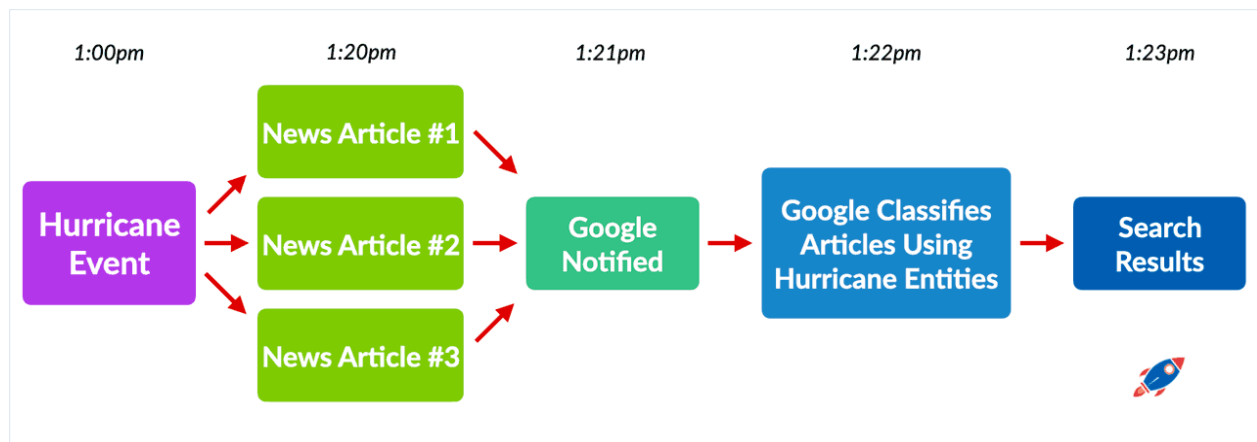 1:00pm
1:20pm
1:21pm
1:22pm
1:23pm
Hurricane
Event
News Article #1
News Article #2
News Article #3
Google
Notified
Google Classifies
Articles Using
Hurricane Entities
Search
Results